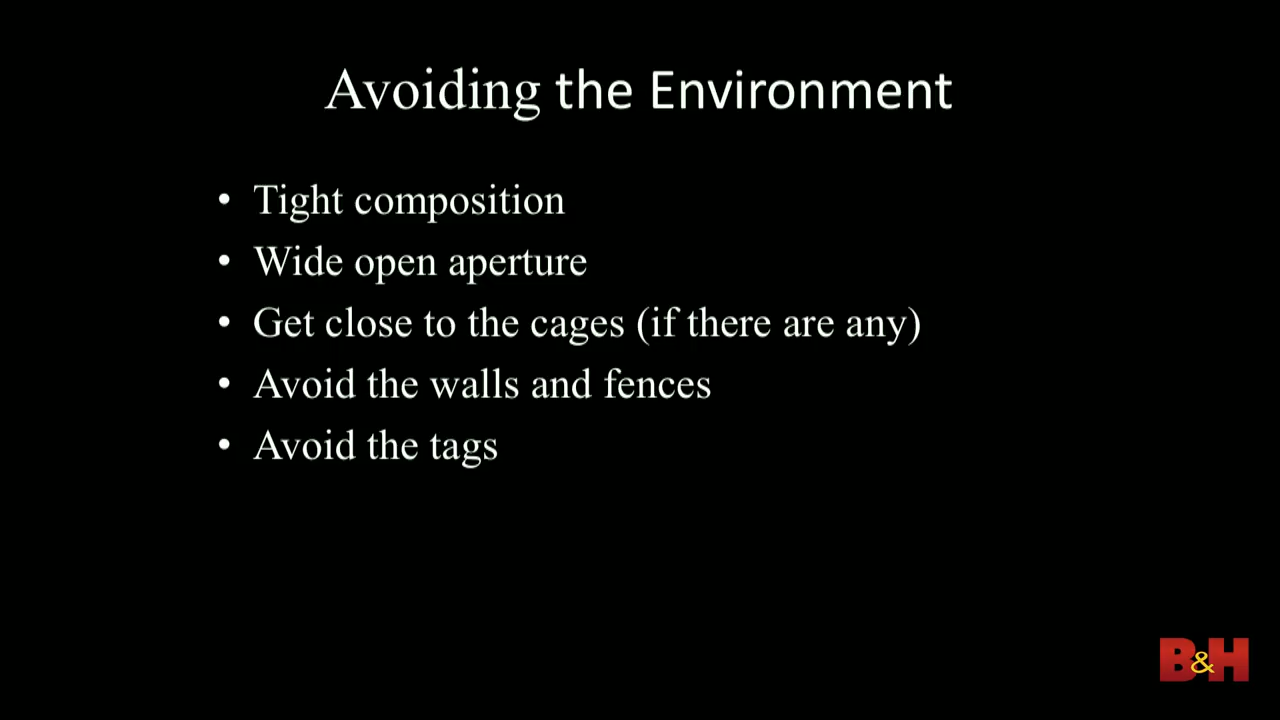 Avoiding the Environment
• Tight composition
• Wide open aperture
• Get close to the cages (if there are any)
• Avoid the walls and fences
• Avoid the tags
B&H